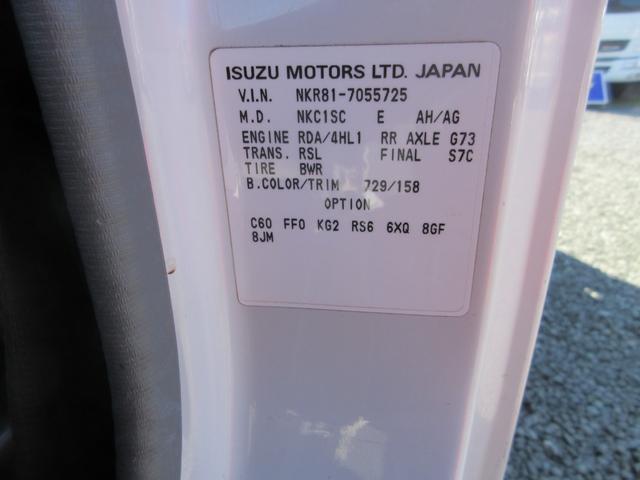 ISUZU MOTORS LTD. JAPAN
V.I.N. NKR81-7055725
M.D. NKC1SC E AH/AG
ENGINE RDA/4HL1 RR AXLE G73
TRANS. RSL FINAL S7C
TIRE BWR
B.COLOR/TRIM 729/158
OPTION
C60 FF0 KG2 RS6 6XQ 8GF
8JM